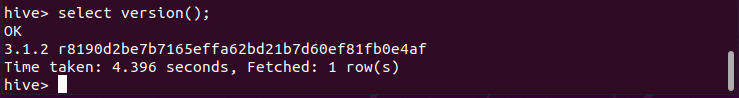 hive> select version();
OK
3.1.2 r8190d2be7b7165effa62bd21b7d60ef81fb0e4af
Time taken: 4.396 seconds, Fetched: 1 row(s)
hive>